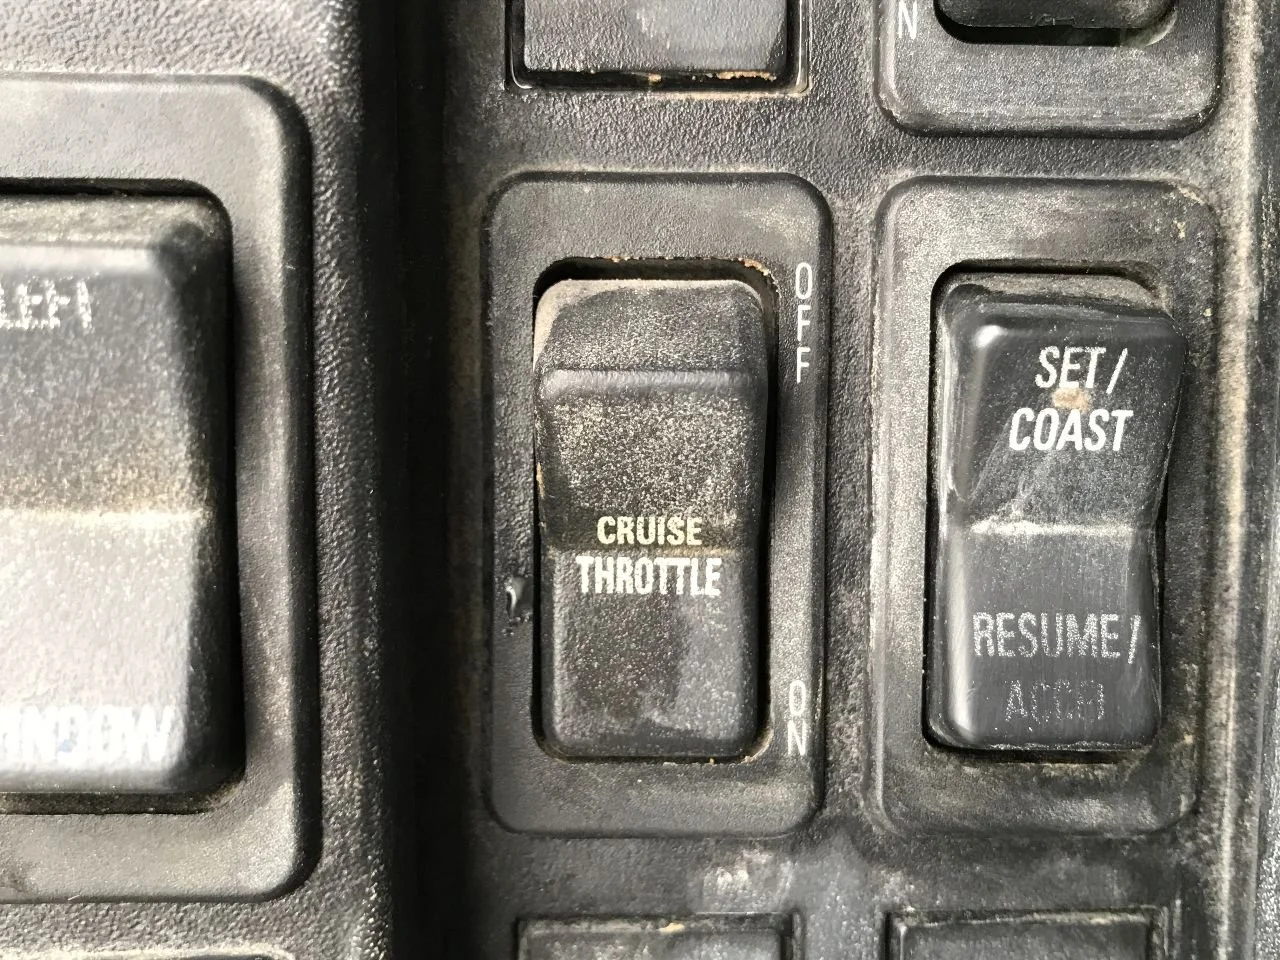 N
OFF
CRUISE
THROTTLE
ON
SET/
COAST
RESUME/